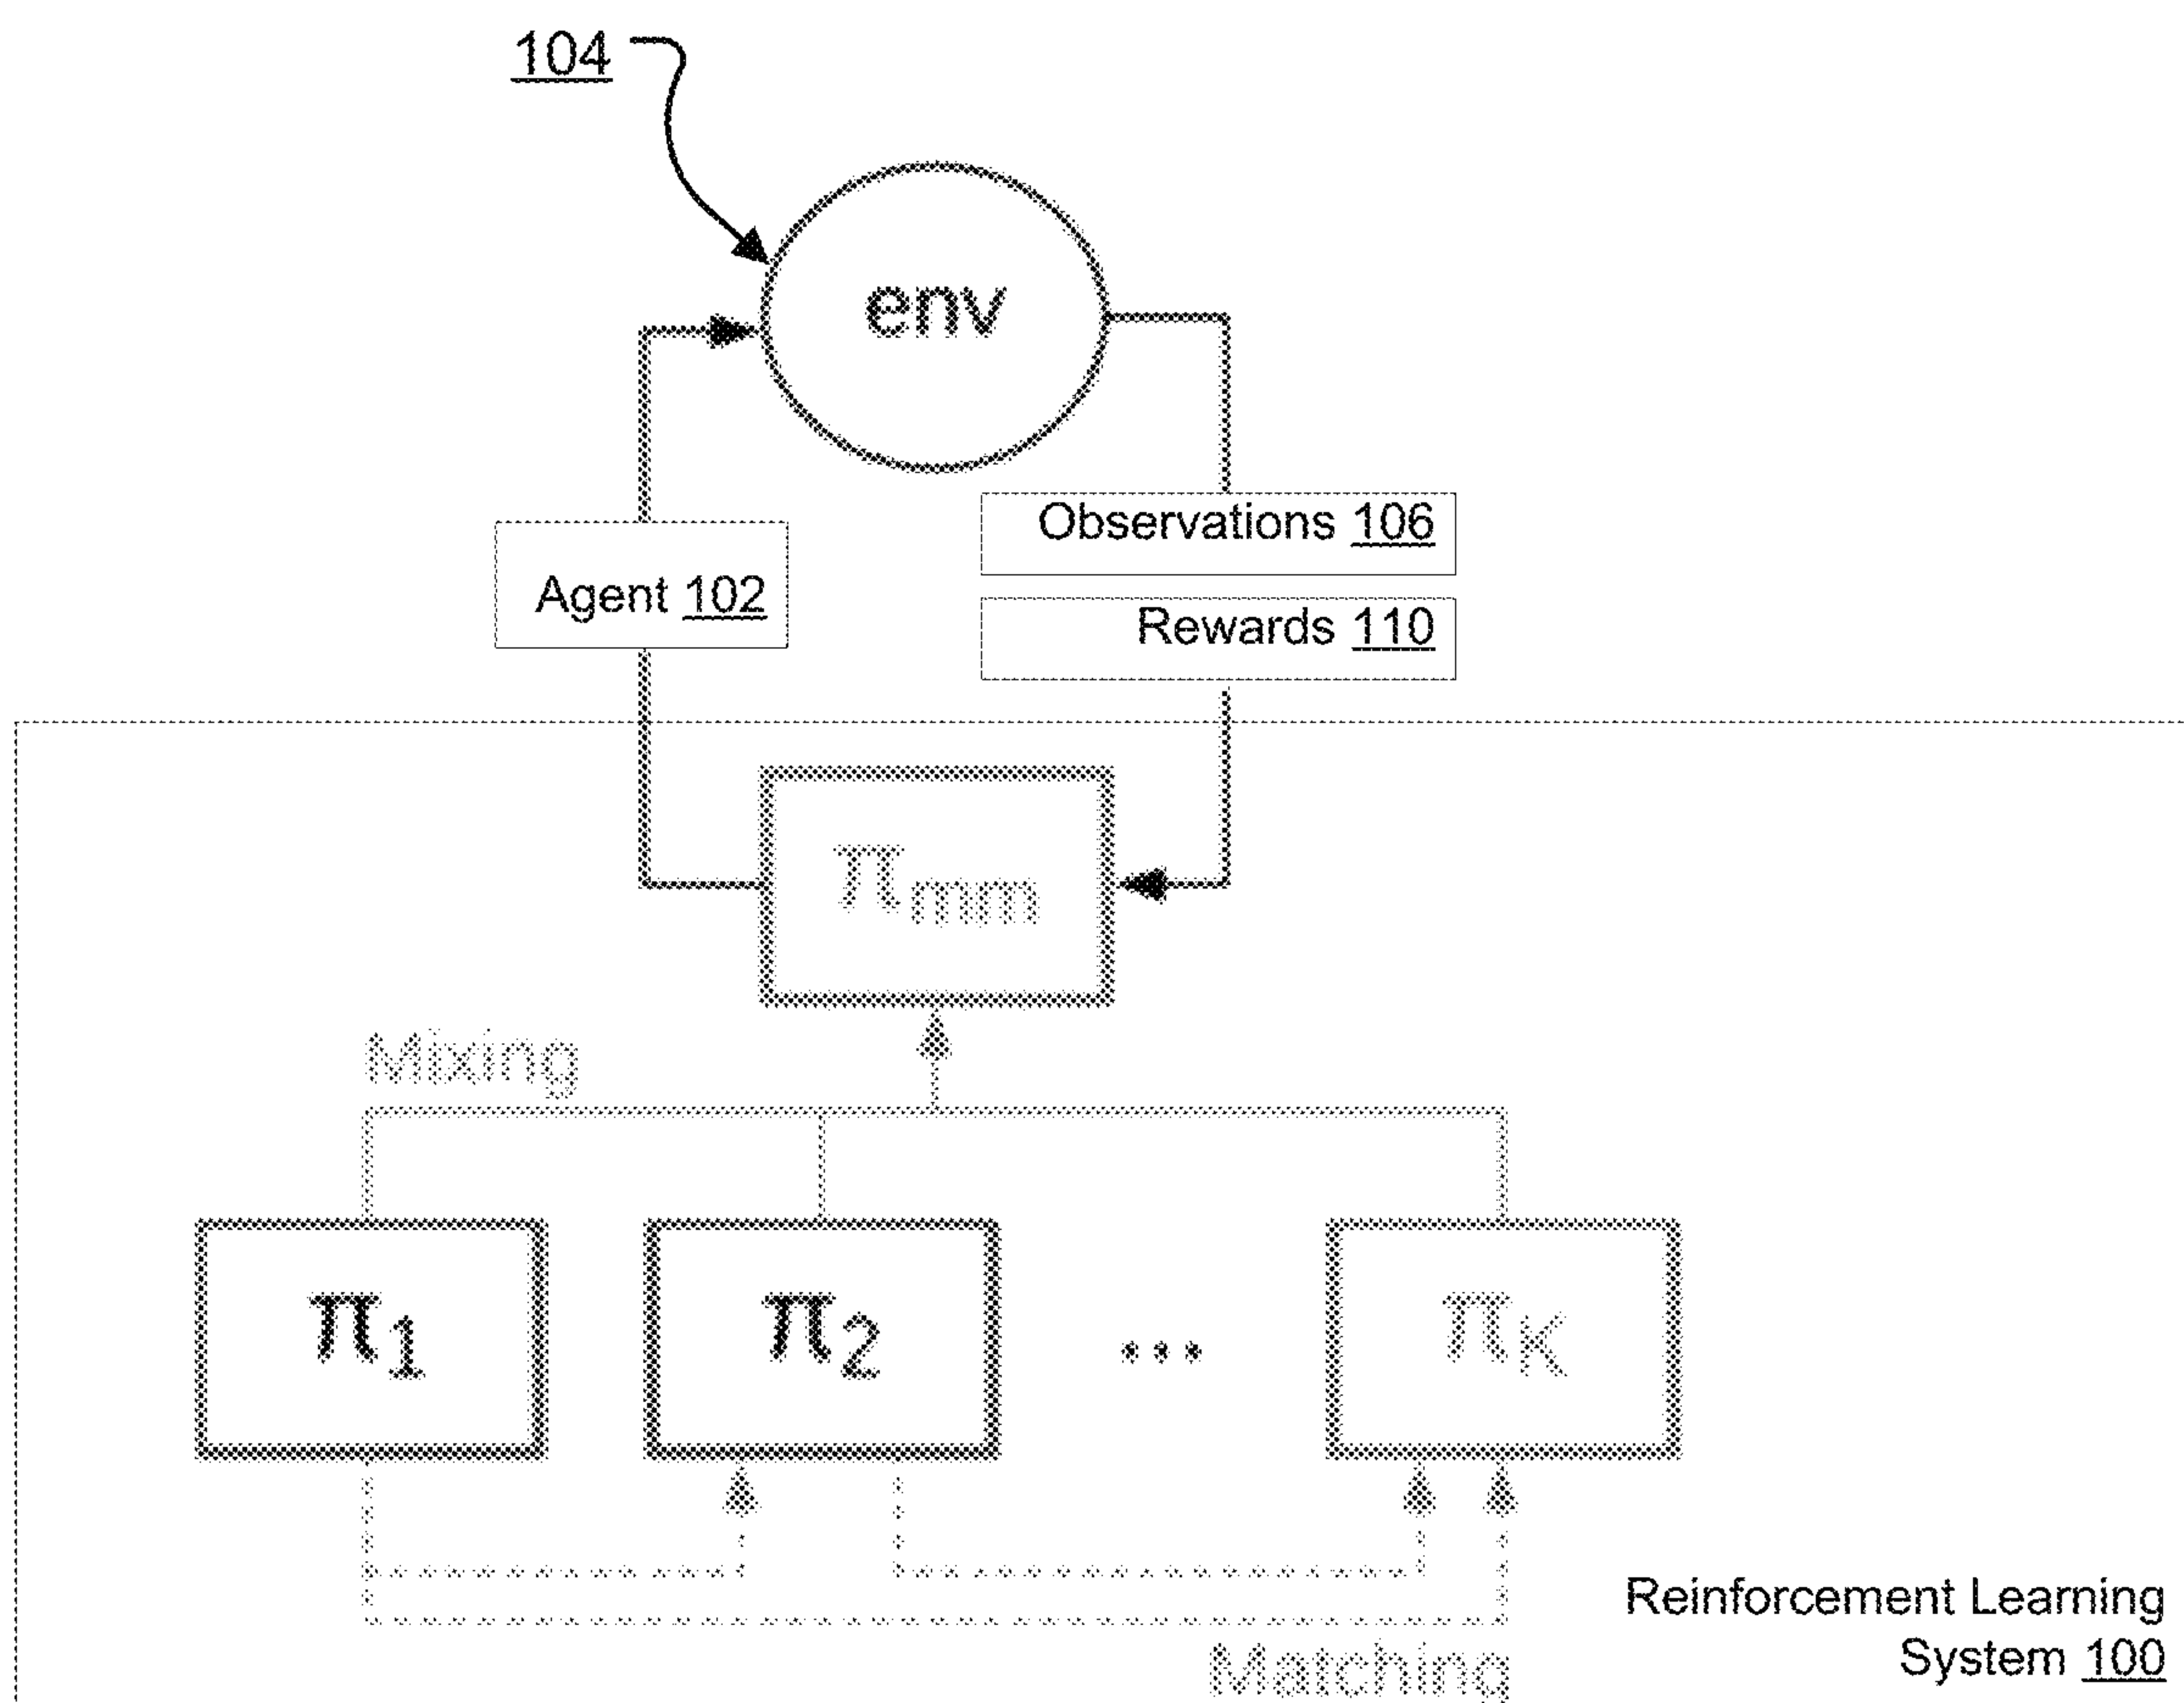 104
env
Observations 106
Agent 102
Rewards 110
πmm
Mixing
π1
π2
...
πK
Reinforcement Learning
System 100
Matching